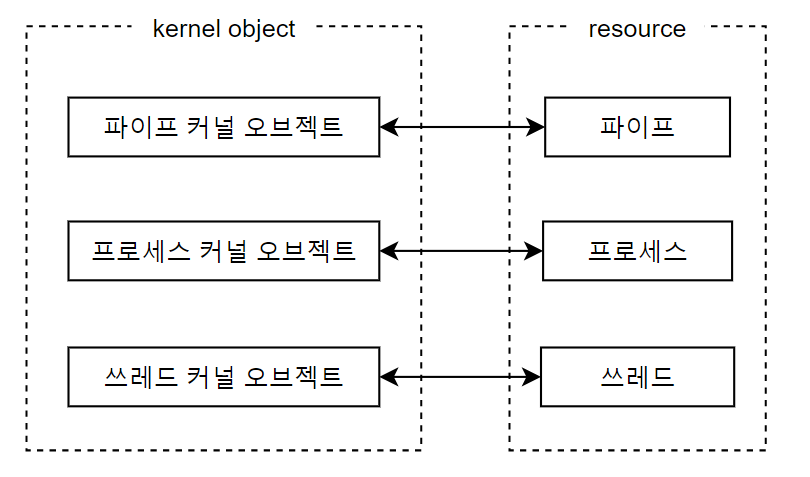 kernel object
resource
파이프 커널 오브젝트
파이프
프로세스 커널 오브젝트
프로세스
쓰레드 커널 오브젝트
쓰레드